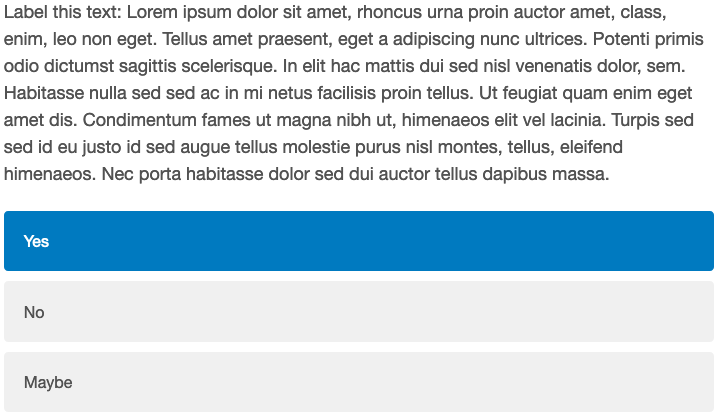 Label this text: Lorem ipsum dolor sit amet, rhoncus urna proin auctor amet, class,
enim, leo non eget. Tellus amet praesent, eget a adipiscing nunc ultrices. Potenti primis
odio dictumst sagittis scelerisque. In elit hac mattis dui sed nisl venenatis dolor, sem.
Habitasse nulla sed sed ac in mi netus facilisis proin tellus. Ut feugiat quam enim eget
amet dis. Condimentum fames ut magna nibh ut, himenaeos elit vel lacinia. Turpis sed
sed id eu justo id sed augue tellus molestie purus nisl montes, tellus, eleifend
himenaeos. Nec porta habitasse dolor sed dui auctor tellus dapibus massa.
Yes
No
Maybe